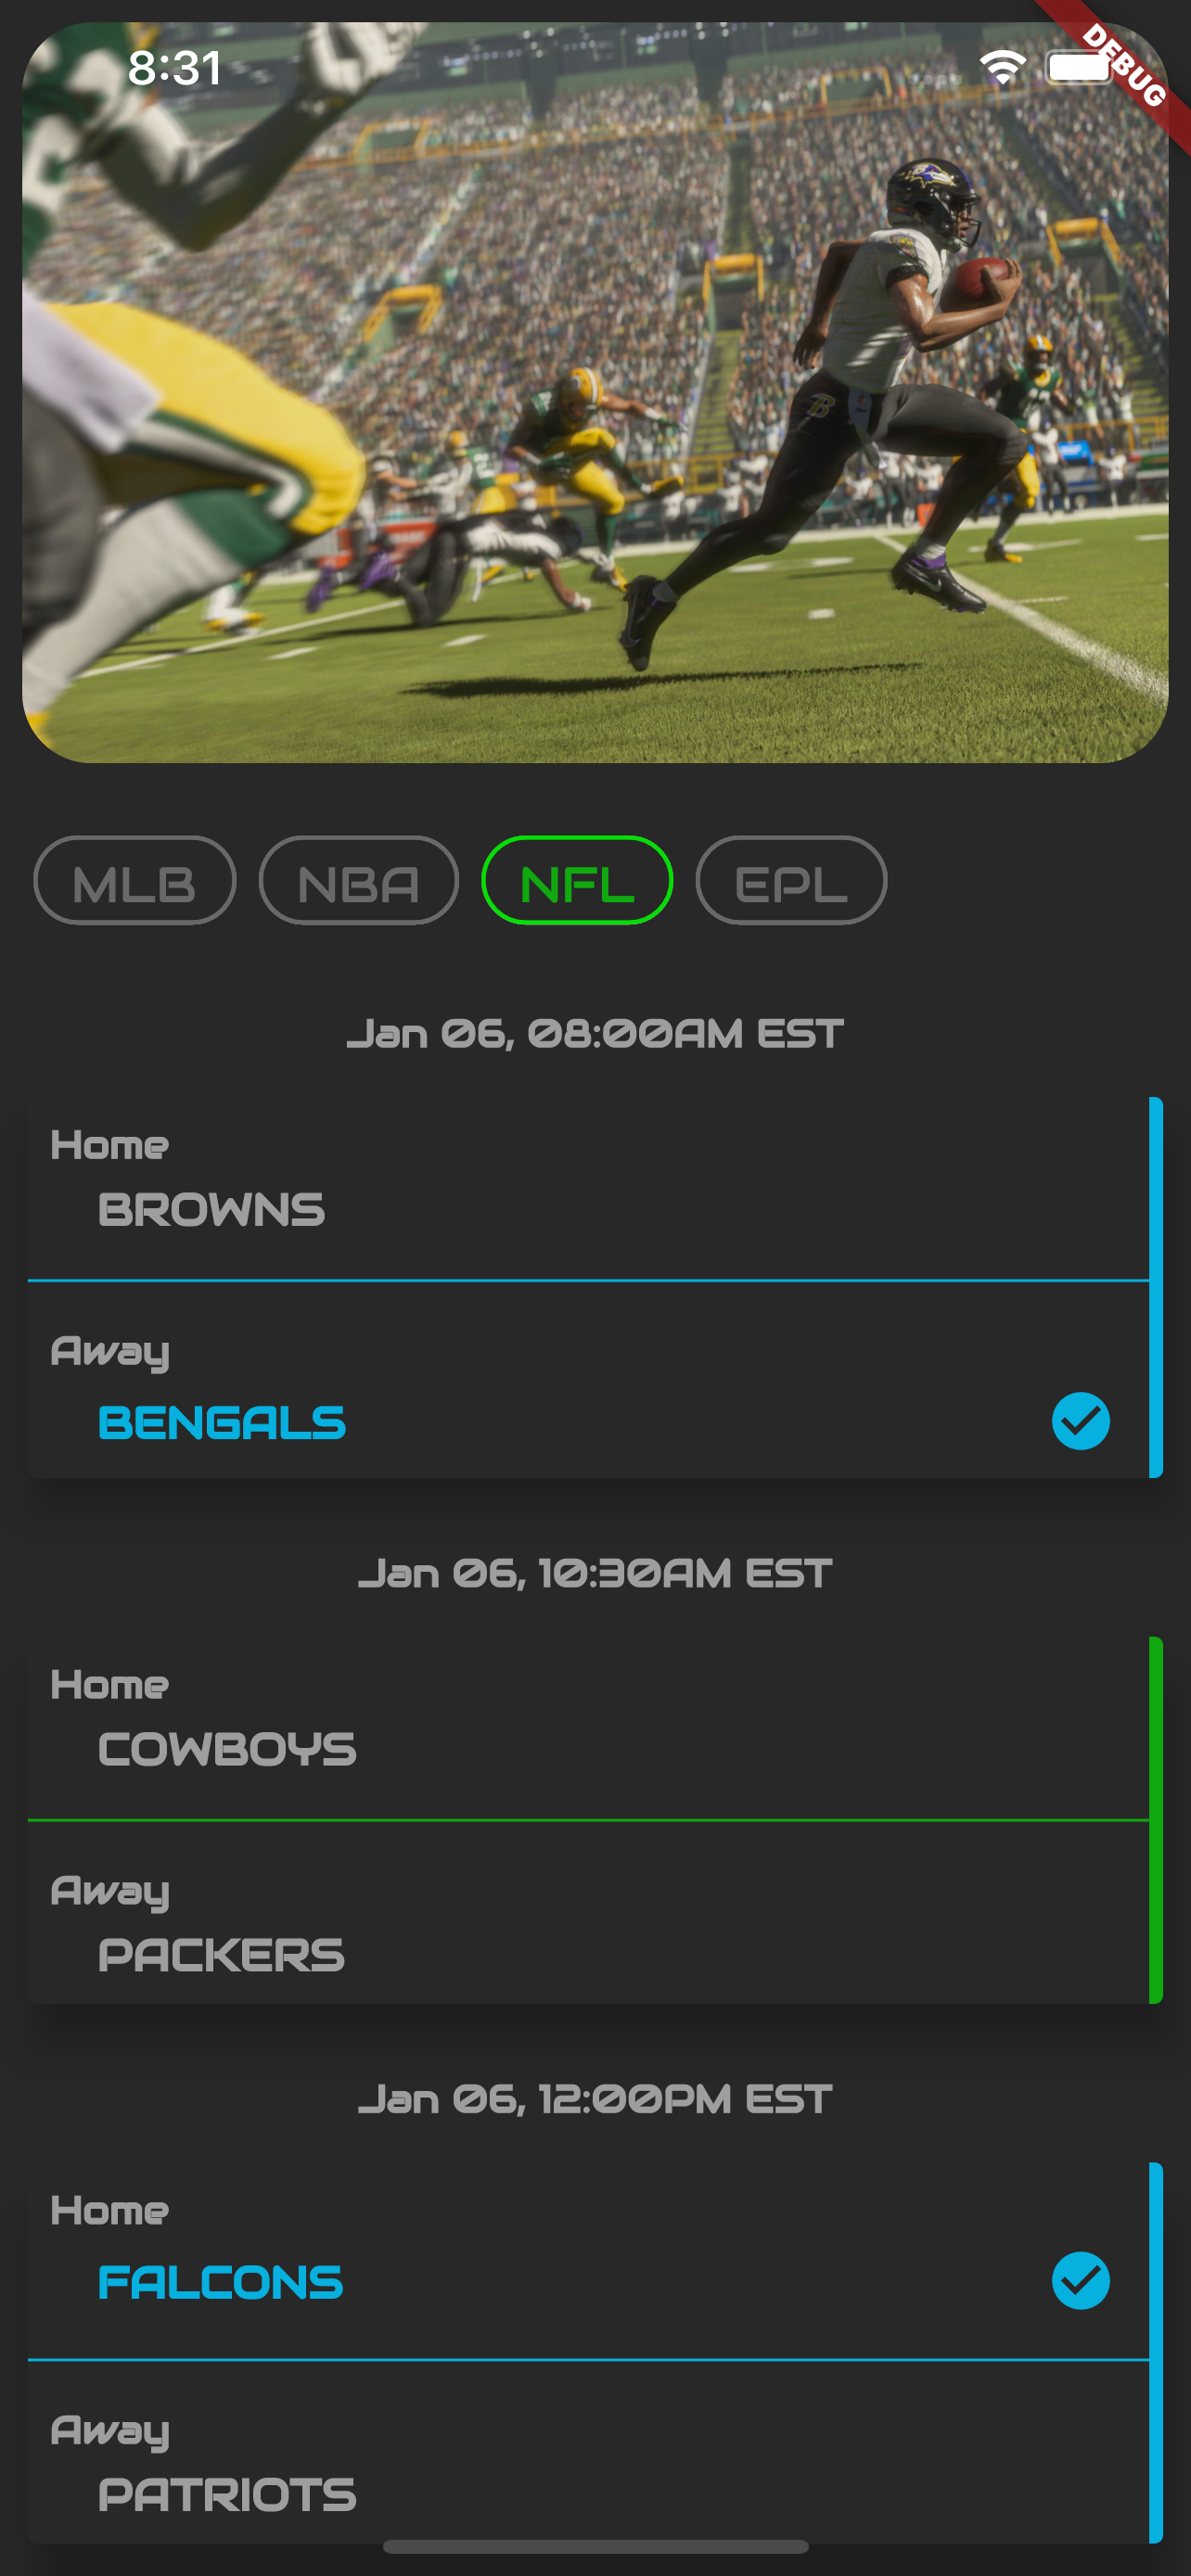 8:31
DEBUG
MLB NBA NFL EPL
Jan 06, 08:00AM EST
Home
BROWNS
Away
BENGALS
Jan 06, 10:30AM EST
Home
COWBOYS
Away
PACKERS
Jan 06, 12:00PM EST
Home
FALCONS
Away
PATRIOTS